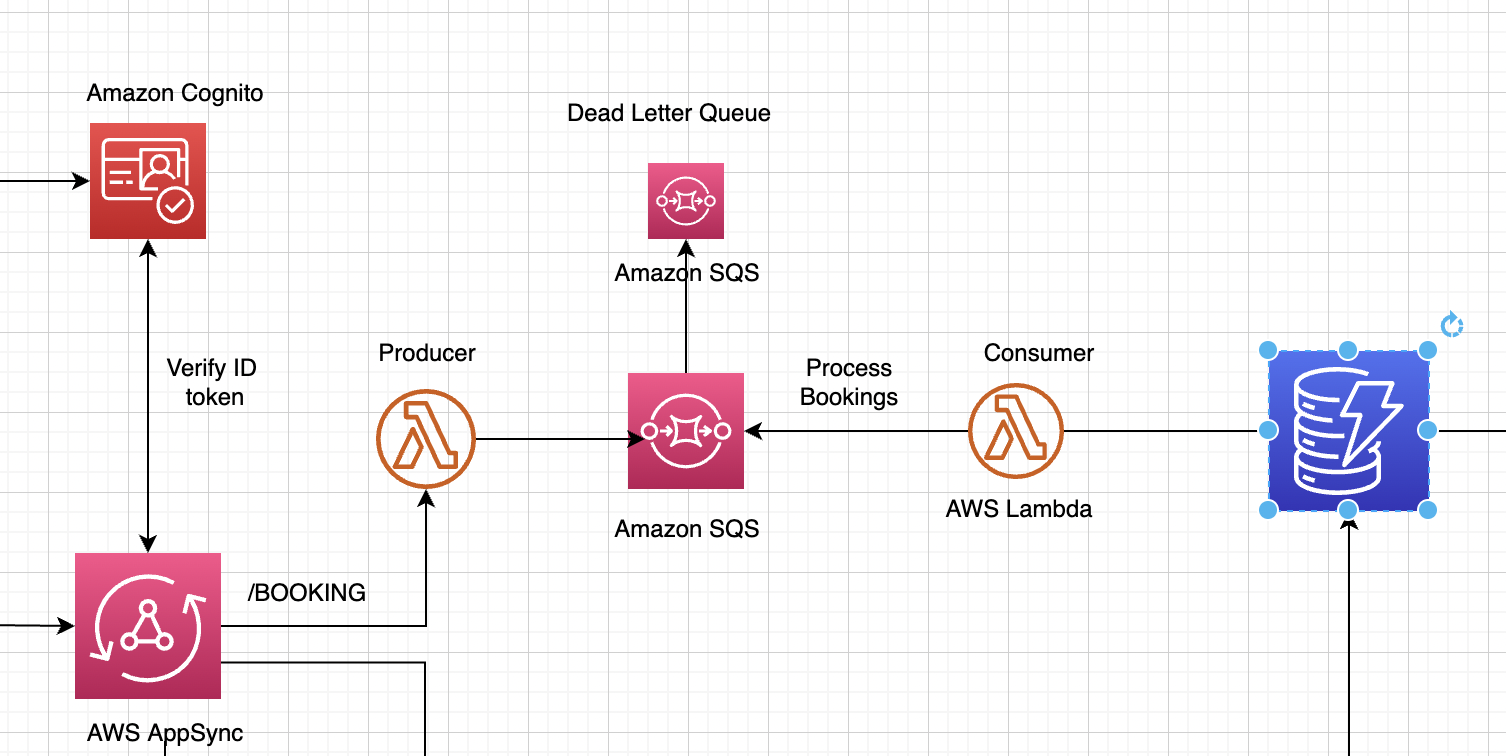 Amazon Cognito
Dead Letter Queue
Amazon SQS
Verify ID
token
Producer
Process
Bookings
Consumer
Amazon SQS
AWS Lambda
/BOOKING
AWS AppSync